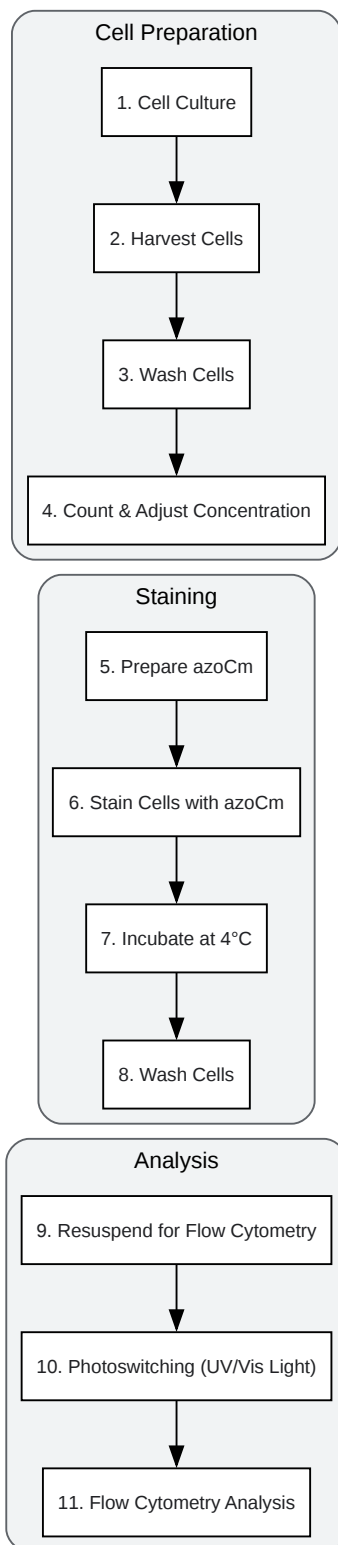 Cell Preparation
1. Cell Culture
2. Harvest Cells
3. Wash Cells
4. Count & Adjust Concentration
Staining
5. Prepare azoCm
6. Stain Cells with azoCm
7. Incubate at 4°C
8. Wash Cells
Analysis
9. Resuspend for Flow Cytometry
10. Photoswitching (UV/Vis Light)
11. Flow Cytometry Analysis